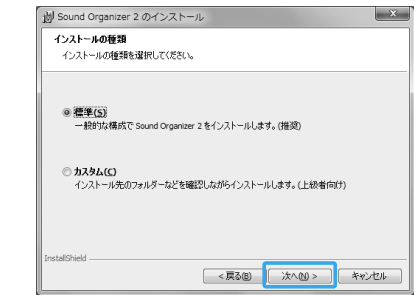 Sound Organizer 2 のインストール
インストールの種類
インストールの種類を選択してください。
標準(S)
一般的な構成で Sound Organizer 2 をインストールします。(推奨)
カスタム(C)
インストール先のフォルダーなどを確認しながらインストールします。(上級者向け)
InstallShield
< 戻る(B) 次へ(N) > キャンセル